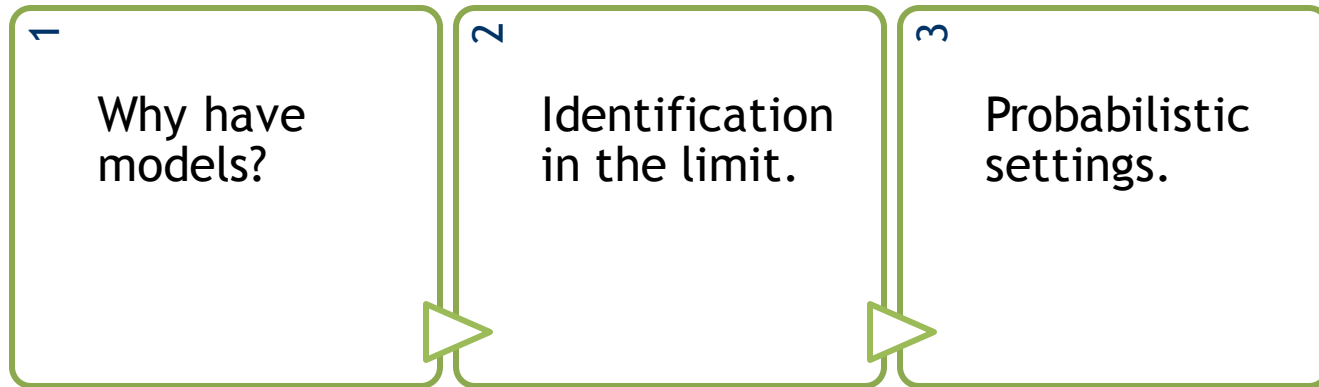 1
Why have
models?
2
Identification
in the limit.
3
Probabilistic
settings.